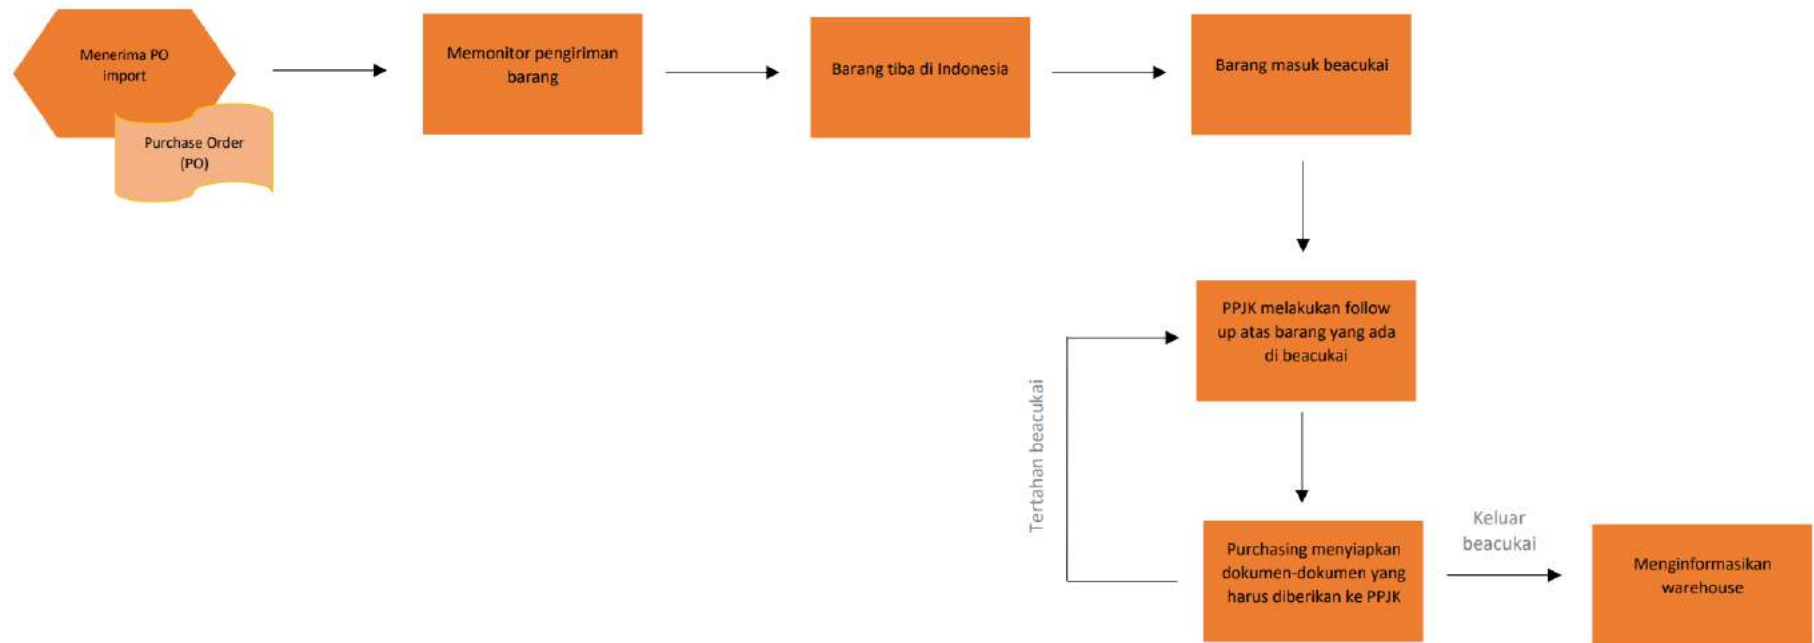 Menerima PO
import
Purchase Order
(PO)
Memonitor pengiriman
barang
Barang tiba di Indonesia
Barang masuk beacukai
PPJK melakukan follow
up atas barang yang ada
di beacukai
Tertahan beacukai
Purchasing menyiapkan
dokumen-dokumen yang
harus diberikan ke PPJK
Keluar
beacukai
Menginformasikan
warehouse